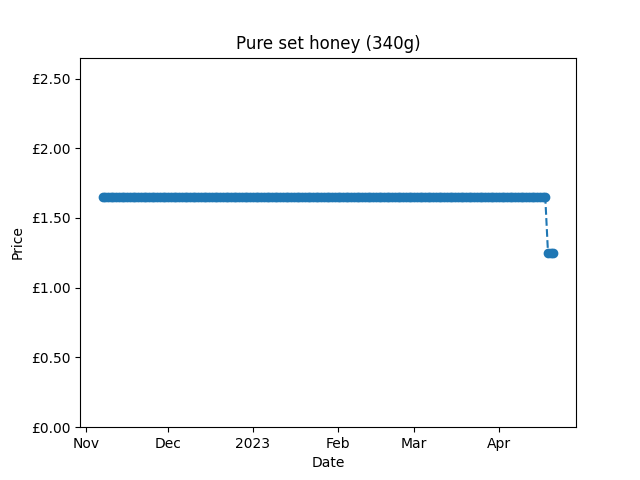 Pure set honey (340g)
£2.50
£2.00
£1.50
£1.00
£0.50
£0.00
Price
Nov Dec 2023 Feb Mar Apr
Date